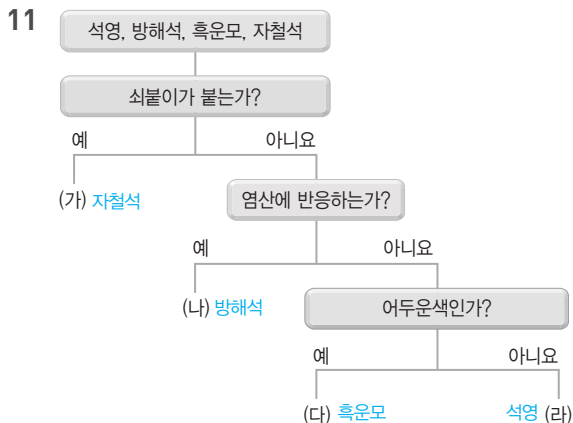 11
석영, 방해석, 흑운모, 자철석
쇠붙이가 붙는가?
예 아니요
(가) 자철석
염산에 반응하는가?
예 아니요
(나) 방해석
어두운색인가?
예 아니요
(다) 흑운모 석영 (라)